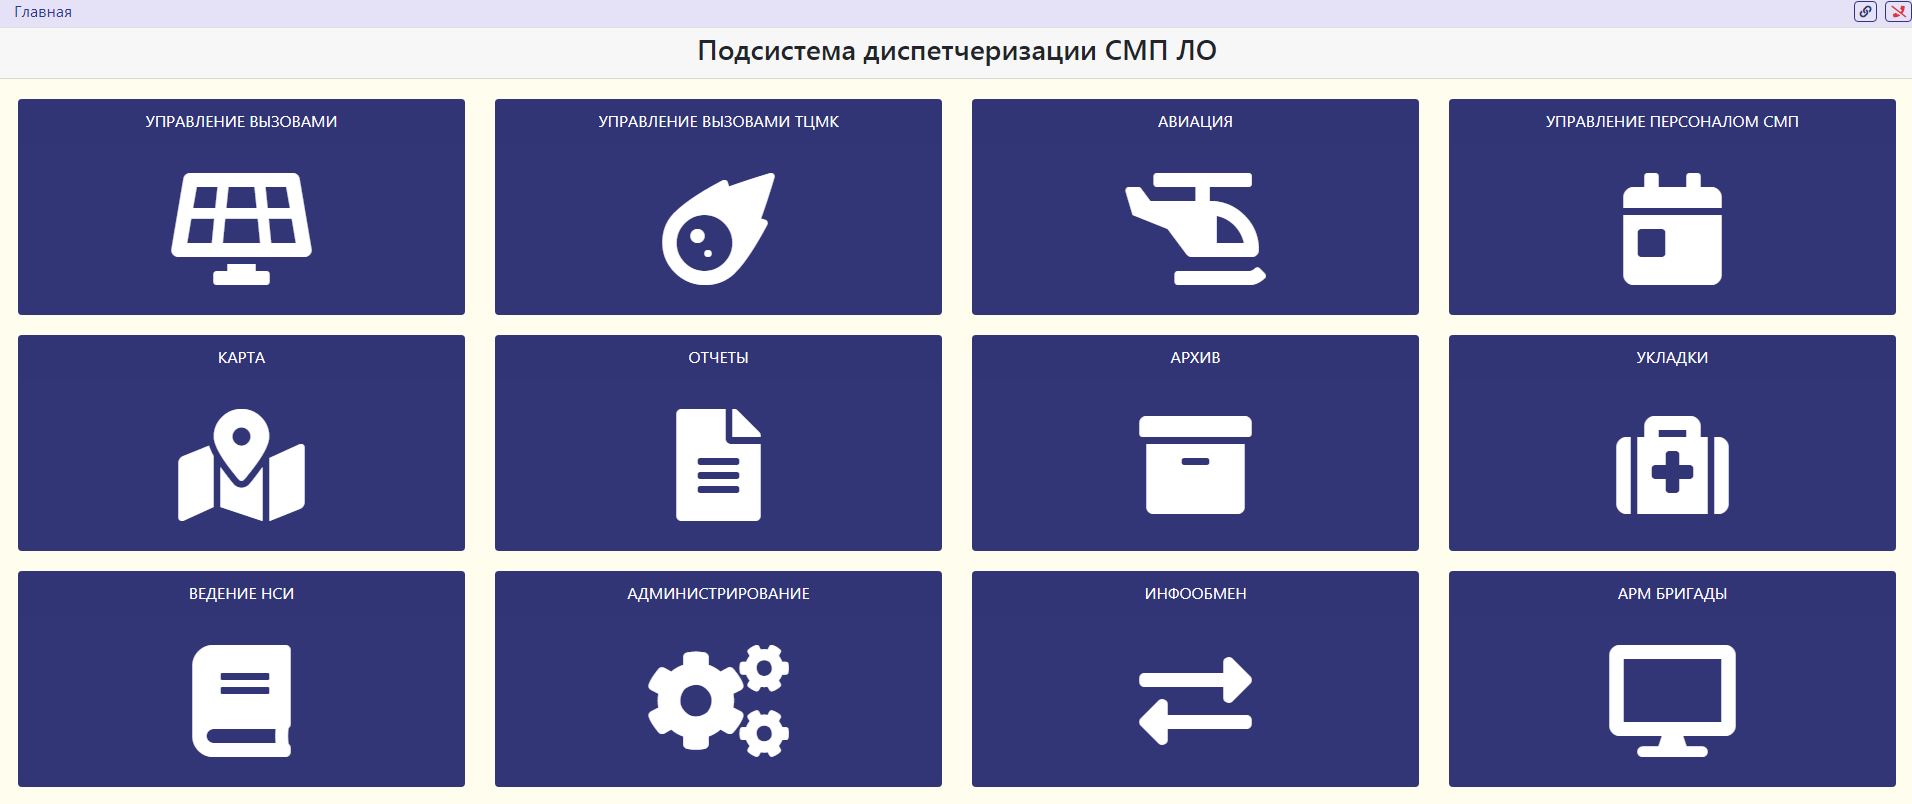 Главная
Подсистема диспетчеризации СМП ЛО
УПРАВЛЕНИЕ ВЫЗОВАМИ
УПРАВЛЕНИЕ ВЫЗОВАМИ ТЦМК
АВИАЦИЯ
УПРАВЛЕНИЕ ПЕРСОНАЛОМ СМП
КАРТА
ОТЧЕТЫ
АРХИВ
УКЛАДКИ
ВЕДЕНИЕ НСИ
АДМИНИСТРИРОВАНИЕ
ИНФООБМЕН
АРМ БРИГАДЫ